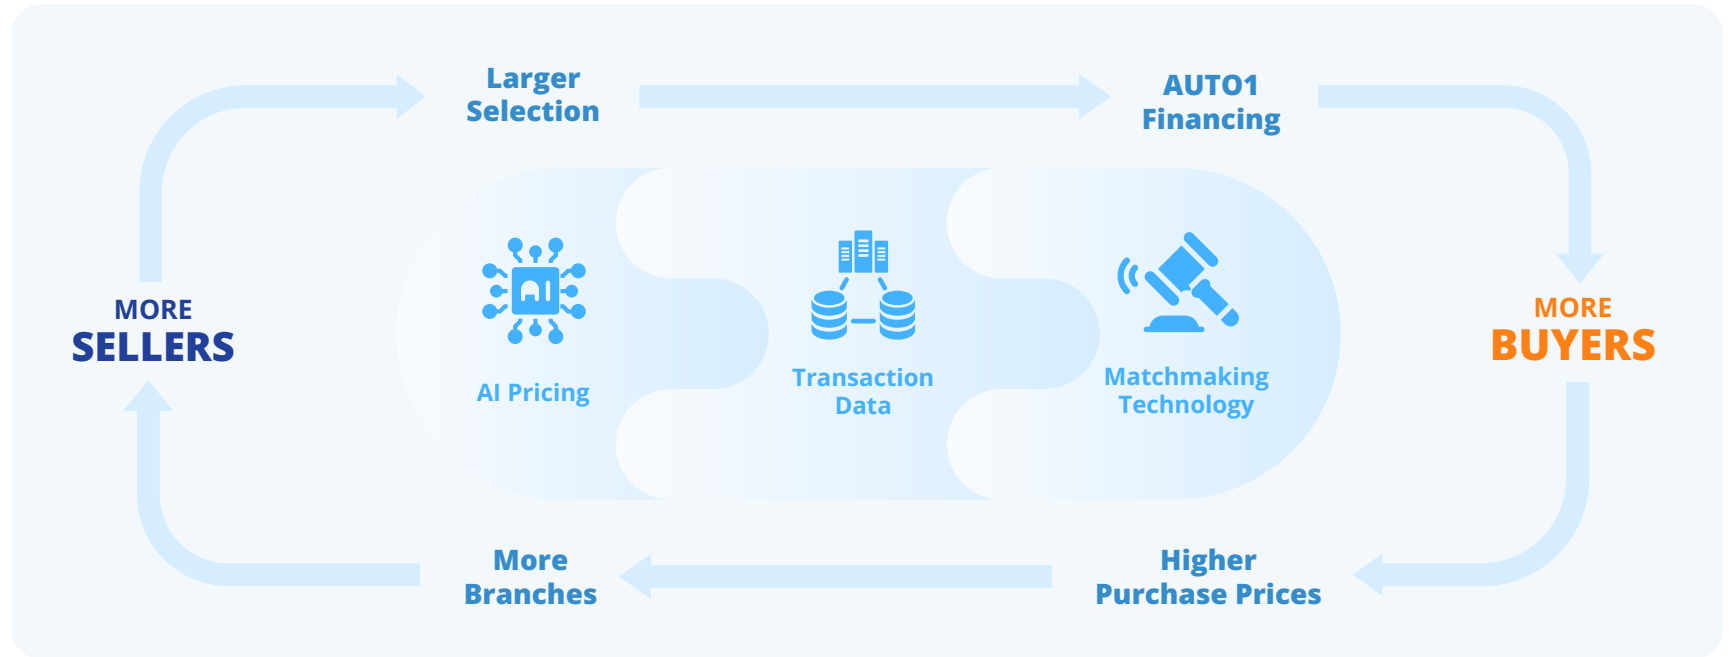 Larger
Selection
AUTO1
Financing
MORE
SELLERS
AI
AI Pricing
Transaction
Data
Matchmaking
Technology
MORE
BUYERS
More
Branches
Higher
Purchase Prices